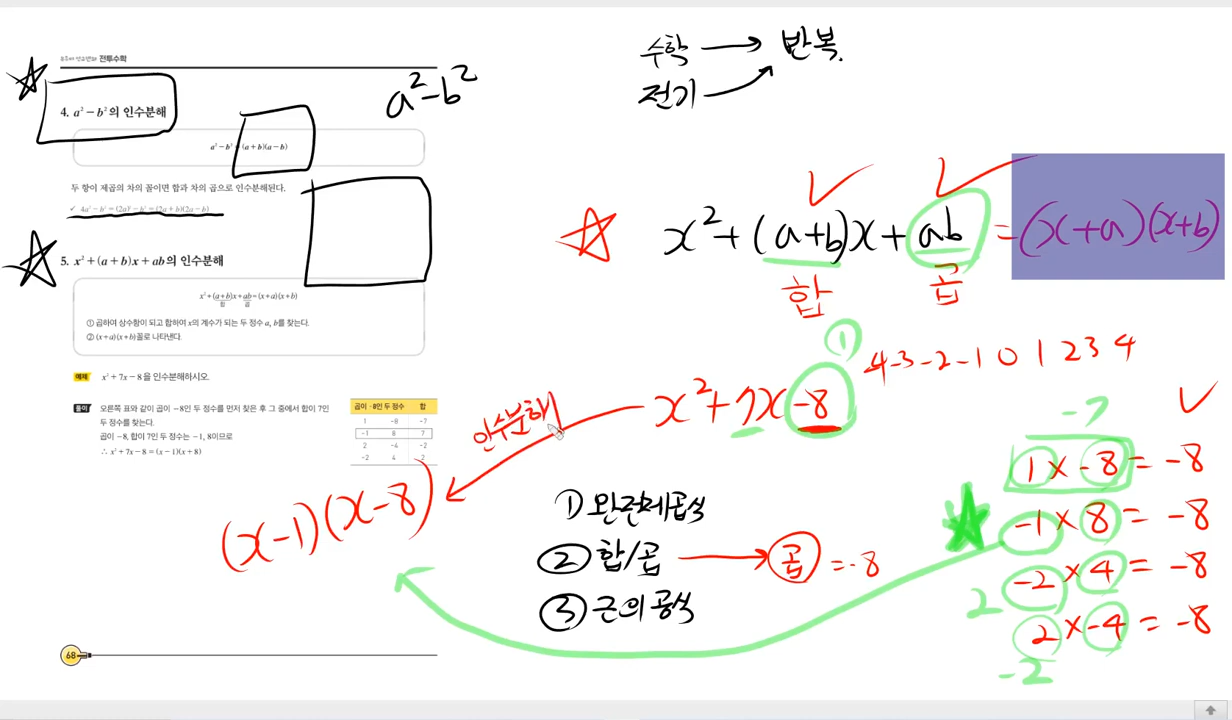 전투수학
4. a² − b²의 인수분해
a² − b² = (a+b)(a−b)
두 항이 제곱의 차의 꼴이면 합과 차의 곱으로 인수분해된다.
✓ 4a² − b² = (2a)² − b² = (2a+b)(2a−b)
5. x² + (a+b)x + ab의 인수분해
x² + (a+b)x + ab = (x+a)(x+b)
합 곱
① 곱하여 상수항이 되고 합하여 x의 계수가 되는 두 정수 a, b를 찾는다.
② (x+a)(x+b) 꼴로 나타낸다.
예제 x² + 7x − 8을 인수분해하시오.
풀이 오른쪽 표와 같이 곱이 −8인 두 정수를 먼저 찾은 후 그 중에서 합이 7인
두 정수를 찾는다.
곱이 −8, 합이 7인 두 정수는 −1, 8이므로
∴ x² + 7x − 8 = (x−1)(x+8)
곱이 −8인 두 정수 합
1 −8 −7
−1 8 7
2 −4 −2
−2 4 2
68
a²−b²
수학 → 반복.
전기
x²+(a+b)x+ab=(x+a)(x+b)
합 곱
①
4-3-2-1 0 1 2 3 4
x²+7x-8
인수분해
(x-1)(x-8)
① 완전제곱식
② 합/곱 → 곱 =-8
③ 근의 공식
-7
1 × -8 = -8
-1 × 8 = -8
-2 × 4 = -8
2
2 × -4 = -8
-2